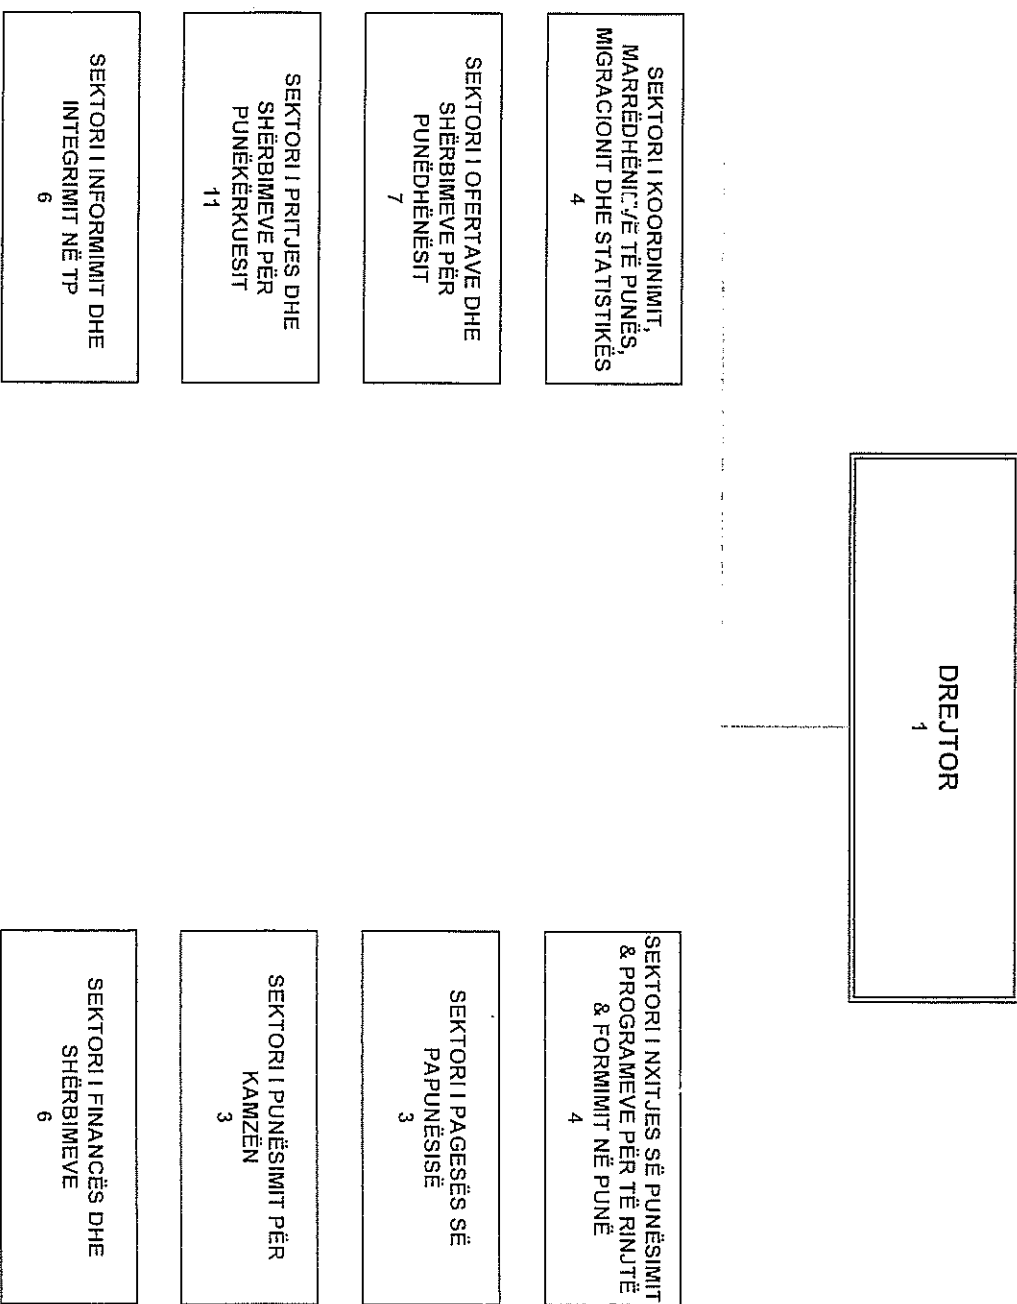 DREJTOR
1
SEKTORI I KOORDINIMIT,
TË PUNËS,
MIGRACIONIT DHE STATISTIKËS
4
SEKTORI I NXITJES SË PUNËSIMIT
& PROGRAMEVE PËR TË RINJTË
& FORMIMIT NË PUNË
4
SEKTORI I OFERTAVE DHE
SHËRBIMEVE PËR
PUNËDHËNËSIT
7
SEKTORI I PAGESËS SË
PAPUNËSISË
3
SEKTORI I PRITJES DHE
SHËRBIMEVE PËR
PUNËKËRKUESIT
11
SEKTORI I PUNËSIMIT PËR
KAMZËN
3
SEKTORI I INFORMIMIT DHE
INTEGRIMIT NË TP
6
SEKTORI I FINANCËS DHE
SHËRBIMEVE
6